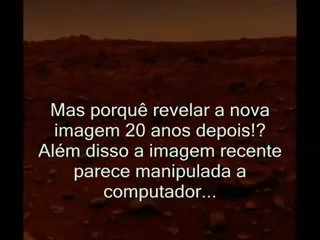 Mas porquê revelar a nova
imagem 20 anos depois!?
Além disso a imagem recente
parece manipulada a
computador...